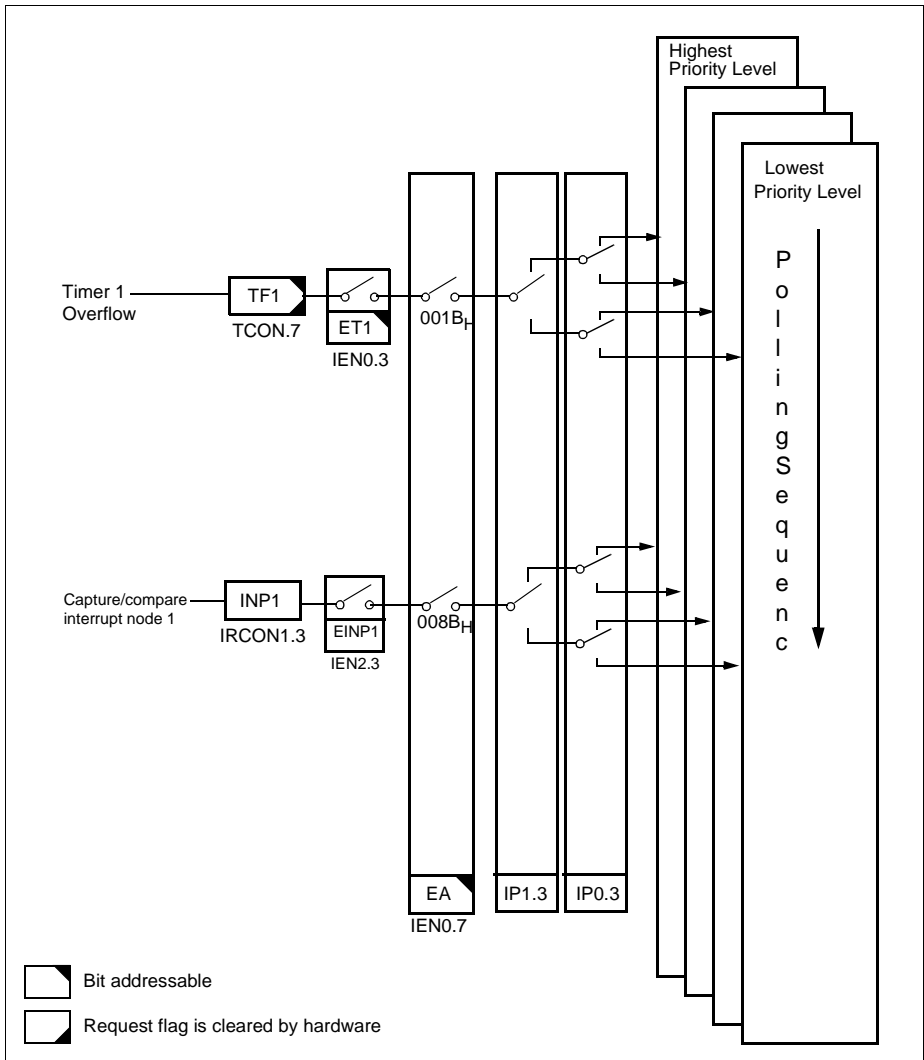 Highest
Priority Level
Lowest
Priority Level
Polling Sequenc
Timer 1
Overflow
TF1
TCON.7
ET1
IEN0.3
001BH
Capture/compare
interrupt node 1
INP1
IRCON1.3
EINP1
IEN2.3
008BH
EA
IEN0.7
IP1.3
IP0.3
Bit addressable
Request flag is cleared by hardware